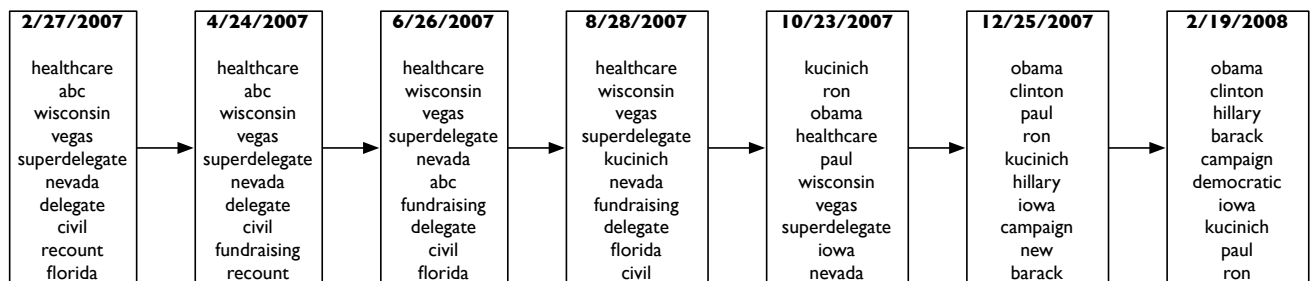 2/27/2007
healthcare
abc
wisconsin
vegas
superdelegate
nevada
delegate
civil
recount
florida
4/24/2007
healthcare
abc
wisconsin
vegas
superdelegate
nevada
delegate
civil
fundraising
recount
6/26/2007
healthcare
wisconsin
vegas
superdelegate
nevada
abc
fundraising
delegate
civil
florida
8/28/2007
healthcare
wisconsin
vegas
superdelegate
kucinich
nevada
fundraising
delegate
florida
civil
10/23/2007
kucinich
ron
obama
healthcare
paul
wisconsin
vegas
superdelegate
iowa
nevada
12/25/2007
obama
clinton
paul
ron
kucinich
hillary
iowa
campaign
new
barack
2/19/2008
obama
clinton
hillary
barack
campaign
democratic
iowa
kucinich
paul
ron